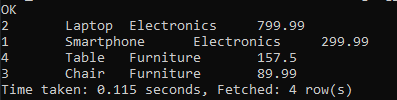 OK
2	Laptop	Electronics	799.99
1	Smartphone	Electronics	299.99
4	Table	Furniture	157.5
3	Chair	Furniture	89.99
Time taken: 0.115 seconds, Fetched: 4 row(s)